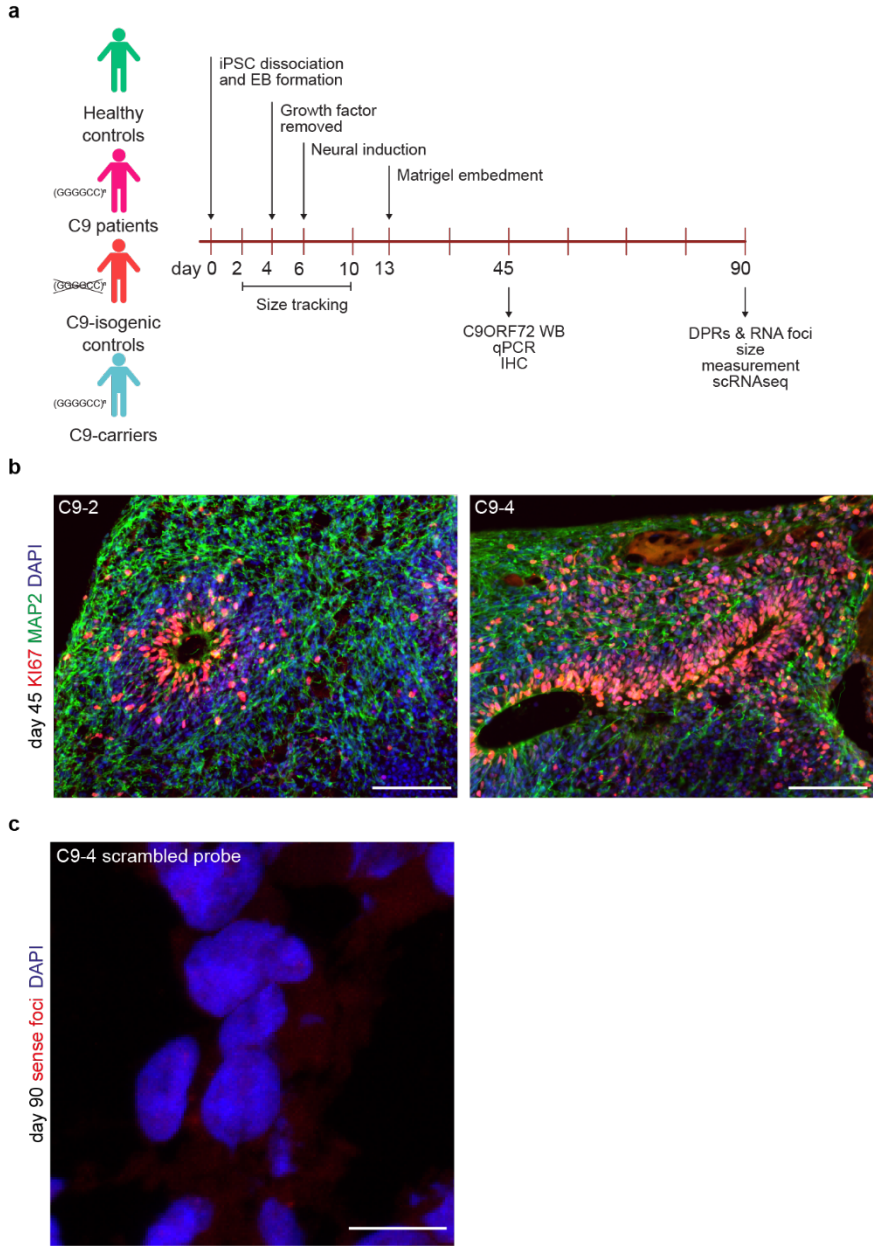 a
iPSC dissociation
and EB formation
Growth factor
removed
Neural induction
Matrigel embedment
Healthy
controls
(GGGGCC)ⁿ
C9 patients
(GGGGCC)ⁿ
C9-isogenic
controls
(GGGGCC)ⁿ
C9-carriers
day 0 2 4 6 10 13 45 90
Size tracking
C9ORF72 WB
qPCR
IHC
DPRs & RNA foci
size
measurement
scRNAseq
b
day 45 KI67 MAP2 DAPI
C9-2
C9-4
c
day 90 sense foci DAPI
C9-4 scrambled probe